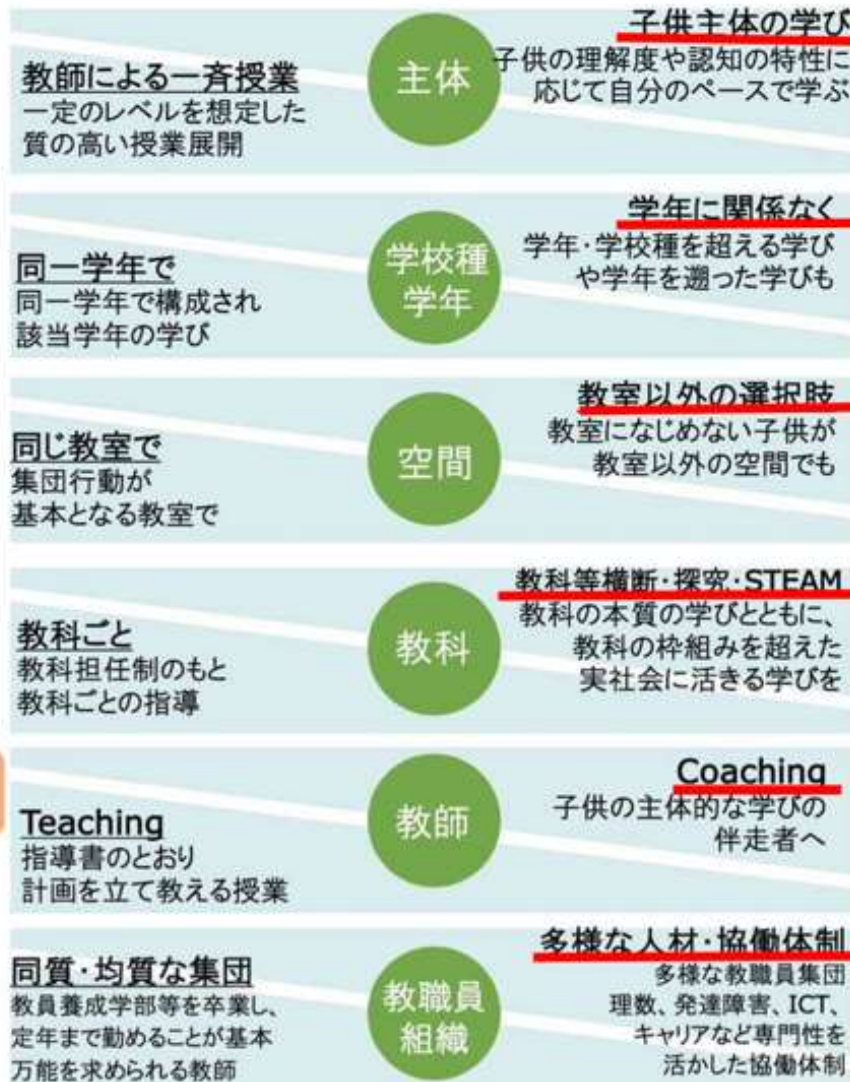 教師による一斉授業
一定のレベルを想定した
質の高い授業展開
主体
子供主体の学び
子供の理解度や認知の特性に
応じて自分のペースで学ぶ
同一学年で
同一学年で構成され
該当学年の学び
学校種
学年
学年に関係なく
学年・学校種を超える学び
や学年を遡った学びも
同じ教室で
集団行動が
基本となる教室で
空間
教室以外の選択肢
教室になじめない子供が
教室以外の空間でも
教科ごと
教科担任制のもと
教科ごとの指導
教科
教科等横断・探究・STEAM
教科の本質の学びとともに、
教科の枠組みを超えた
実社会に活きる学びを
Teaching
指導書のとおり
計画を立て教える授業
教師
Coaching
子供の主体的な学びの
伴走者へ
同質・均質な集団
教員養成学部等を卒業し、
定年まで勤めることが基本
万能を求められる教師
教職員
組織
多様な人材・協働体制
多様な教職員集団
理数、発達障害、ICT、
キャリアなど専門性を
活かした協働体制